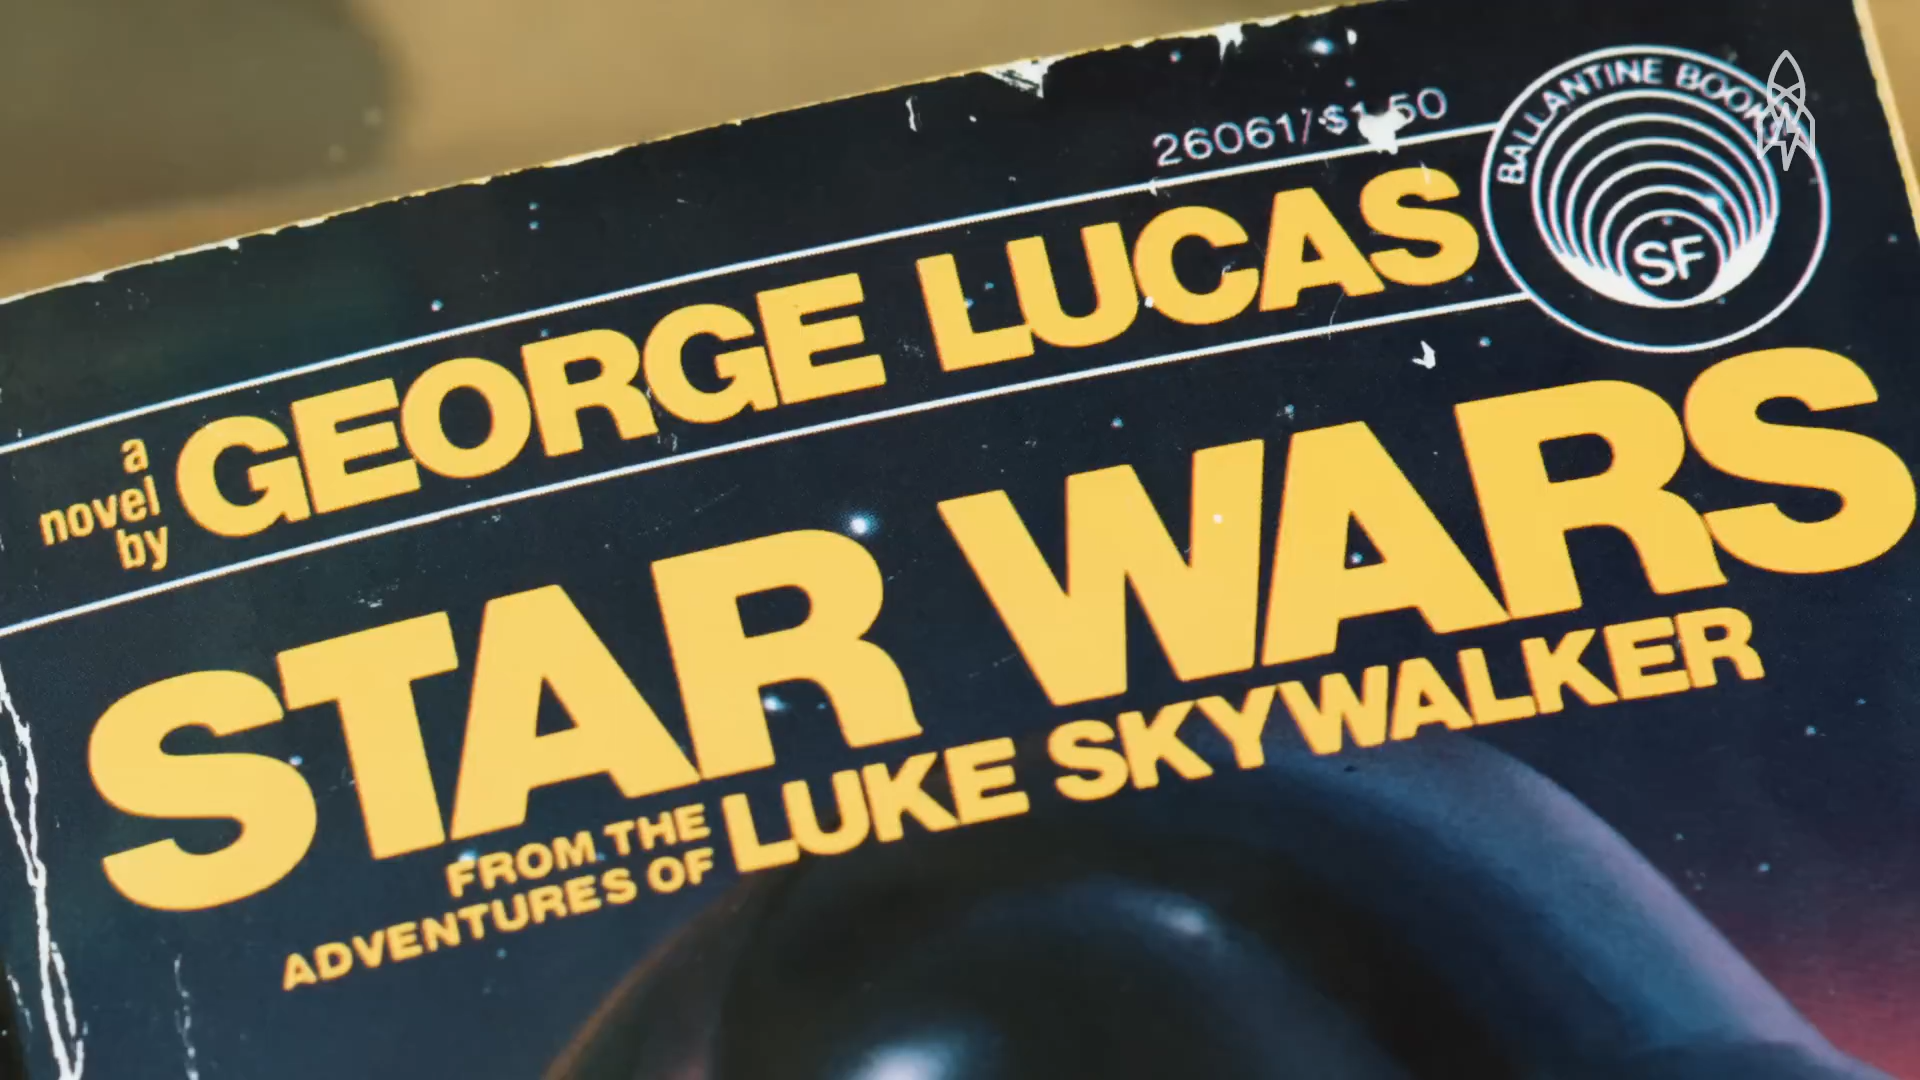 26061/$1.50
BALLANTINE BOOKS
SF
a
novel
by
GEORGE LUCAS
STAR WARS
FROM THE
ADVENTURES OF
LUKE SKYWALKER